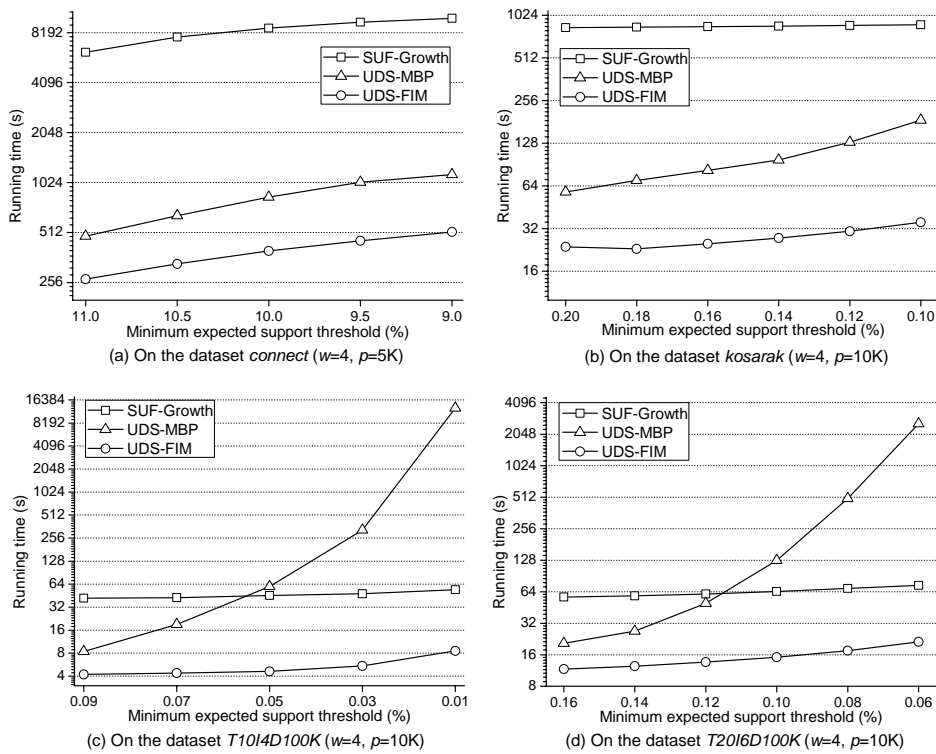 8192
4096
2048
1024
512
256
Running time (s)
SUF-Growth
UDS-MBP
UDS-FIM
11.0 10.5 10.0 9.5 9.0
Minimum expected support threshold (%)
(a) On the dataset connect (w=4, p=5K)
1024
512
256
128
64
32
16
Running time (s)
SUF-Growth
UDS-MBP
UDS-FIM
0.20 0.18 0.16 0.14 0.12 0.10
Minimum expected support threshold (%)
(b) On the dataset kosarak (w=4, p=10K)
16384
8192
4096
2048
1024
512
256
128
64
32
16
8
4
Running time (s)
SUF-Growth
UDS-MBP
UDS-FIM
0.09 0.07 0.05 0.03 0.01
Minimum expected support threshold (%)
(c) On the dataset T10I4D100K (w=4, p=10K)
4096
2048
1024
512
256
128
64
32
16
8
Running time (s)
SUF-Growth
UDS-MBP
UDS-FIM
0.16 0.14 0.12 0.10 0.08 0.06
Minimum expected support threshold (%)
(d) On the dataset T20I6D100K (w=4, p=10K)